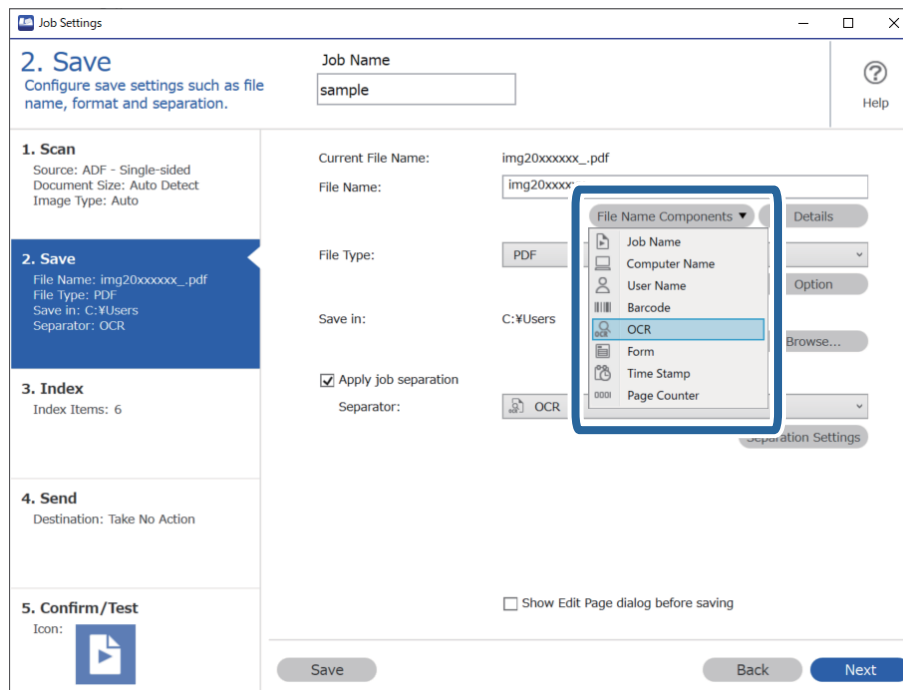 Job Settings
2. Save
Configure save settings such as file
name, format and separation.
Job Name
sample
Help
1. Scan
Source: ADF - Single-sided
Document Size: Auto Detect
Image Type: Auto
2. Save
File Name: img20xxxxxx_.pdf
File Type: PDF
Save in: C:¥Users
Separator: OCR
3. Index
Index Items: 6
4. Send
Destination: Take No Action
5. Confirm/Test
Icon:
Current File Name: img20xxxxxx_.pdf
File Name: img20xxxx
File Name Components ▼ Details
Job Name
Computer Name
User Name
Barcode
OCR
Form
Time Stamp
Page Counter
File Type: PDF
Option
Save in: C:¥Users
Browse...
Apply job separation
Separator: OCR
Separation Settings
Show Edit Page dialog before saving
Save Back Next